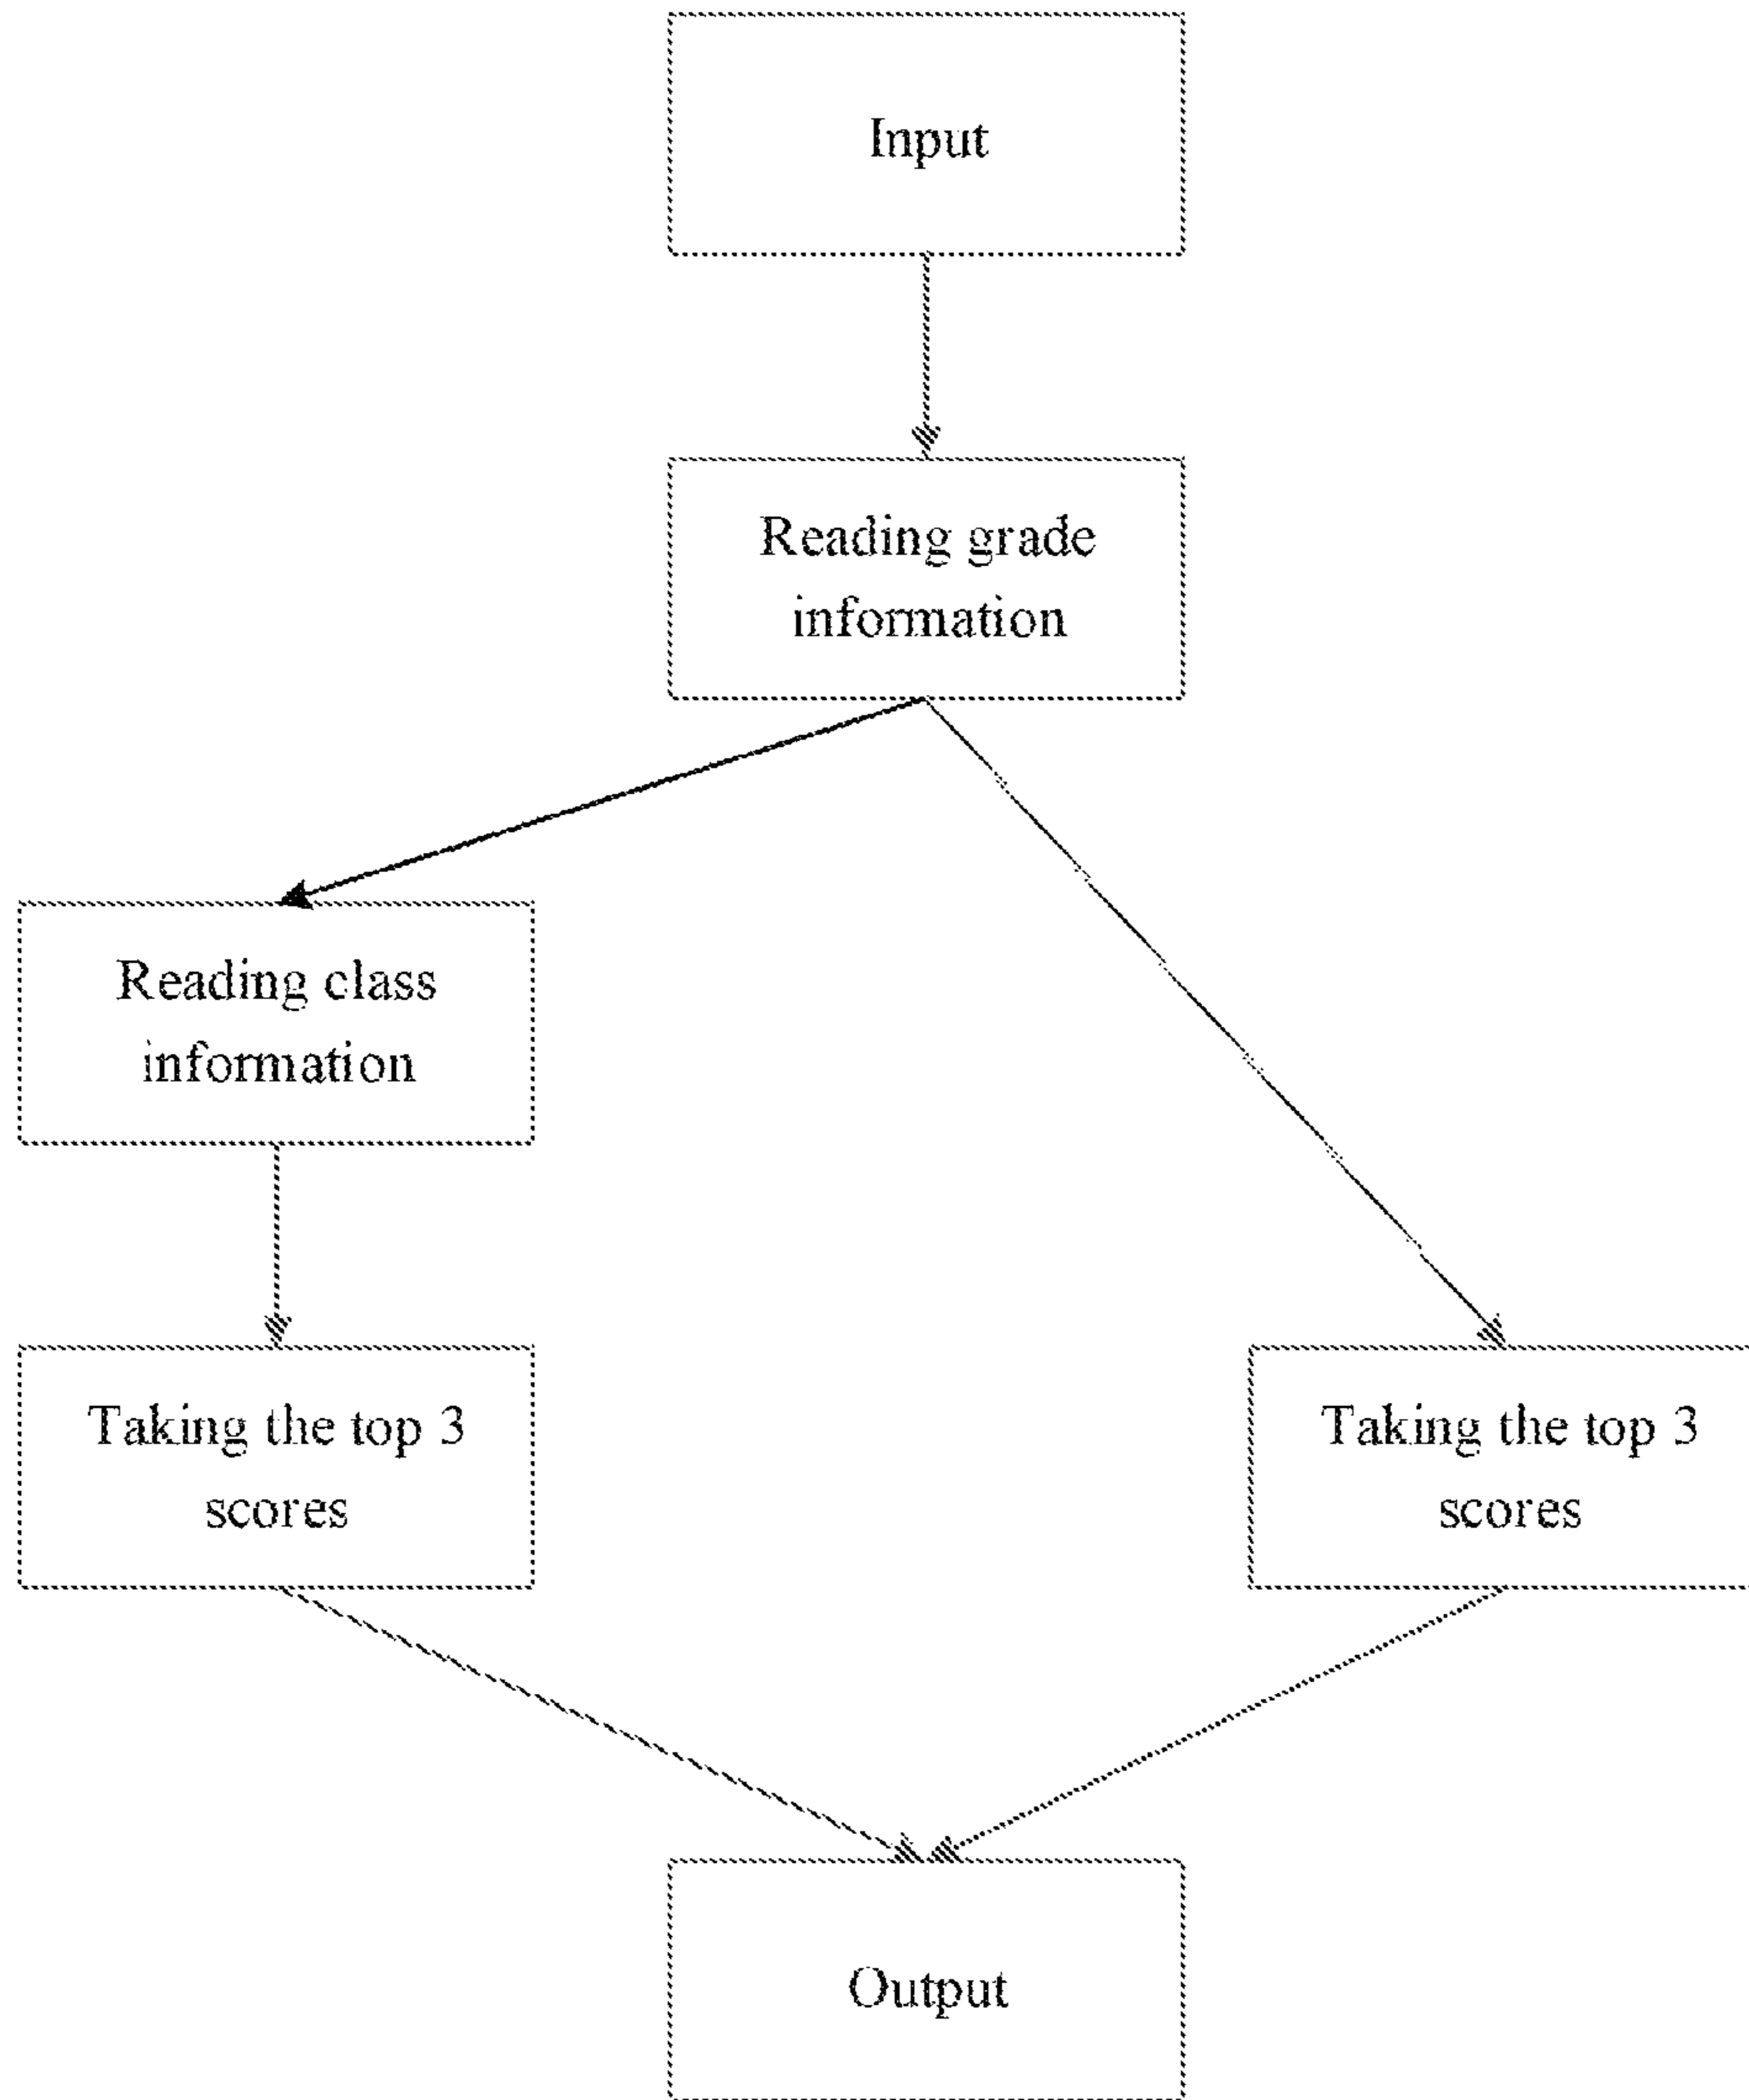 Input
Reading grade
information
Reading class
information
Taking the top 3
scores
Taking the top 3
scores
Output